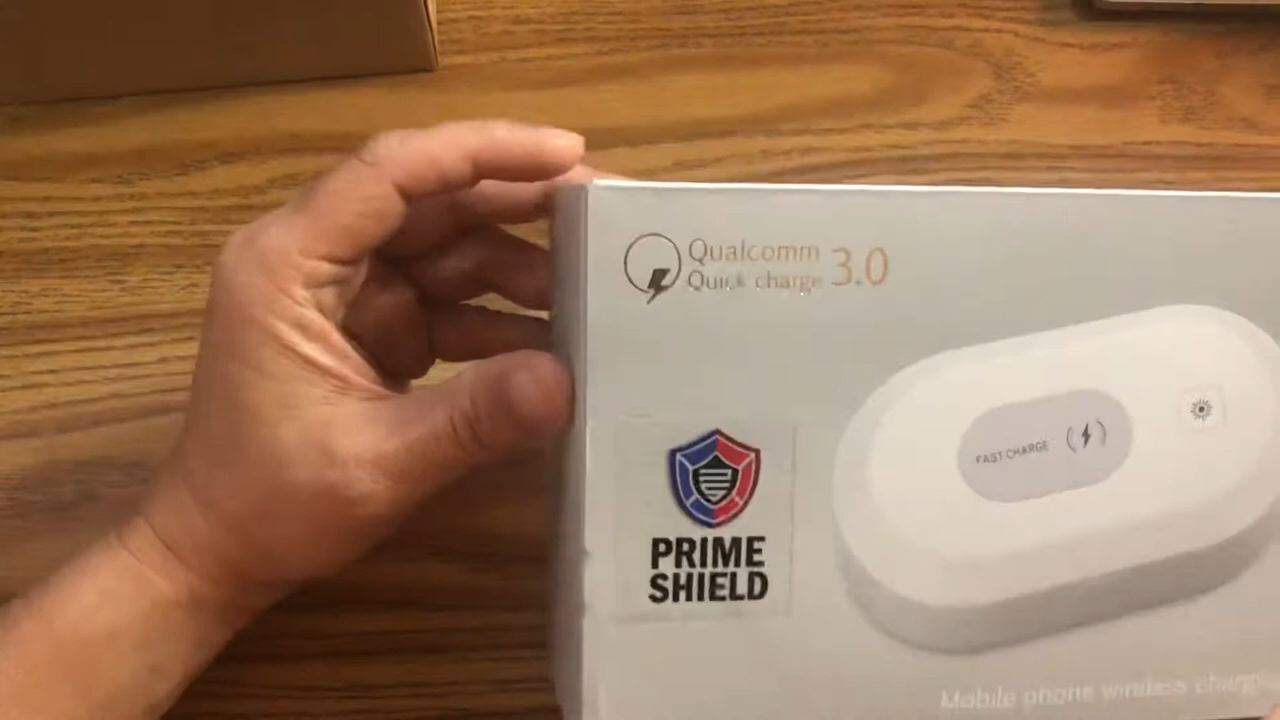 Qualcomm
Quick charge
3.0
FAST CHARGE
PRIME
SHIELD
Mobile phone wireless